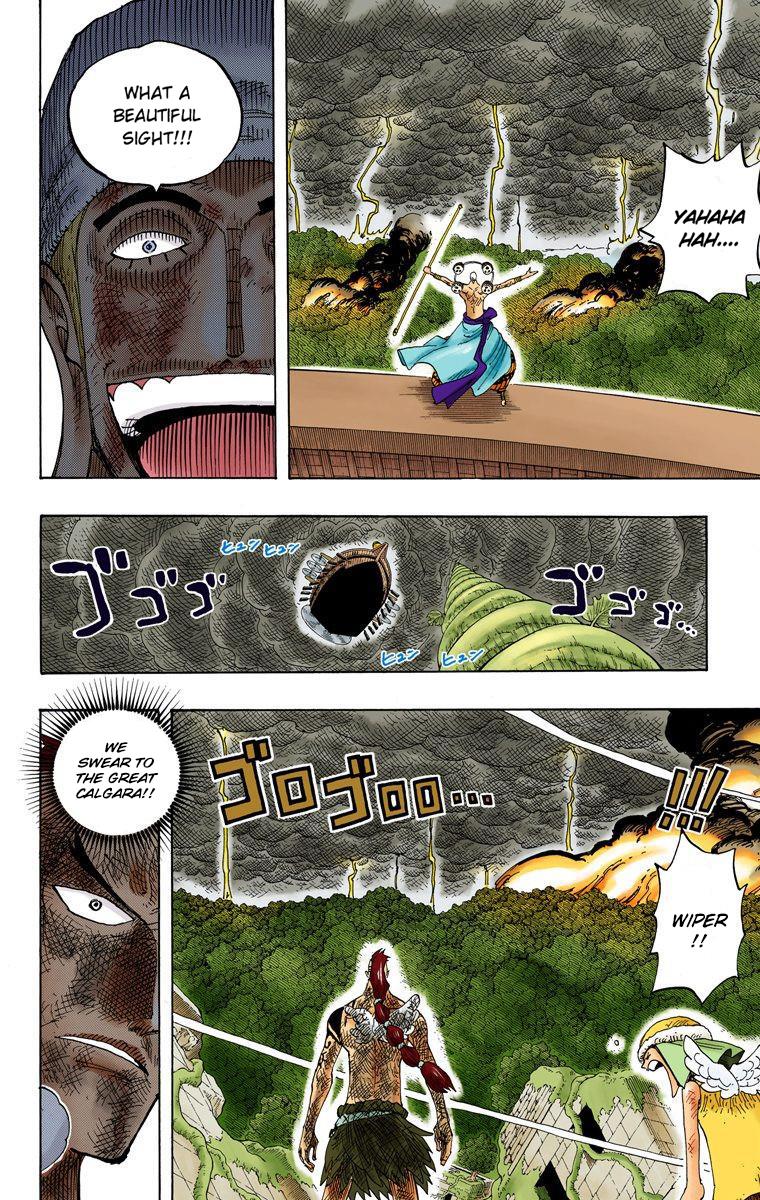 YAHAHA
HAH....
WHAT A
BEAUTIFUL
SIGHT!!!
ゴゴゴ...
ヒュン ヒュン
ヒュン ヒュン
ゴゴゴ
!!!
WIPER
!!
ゴロゴロロ...
WE
SWEAR TO
THE GREAT
CALGARA!!